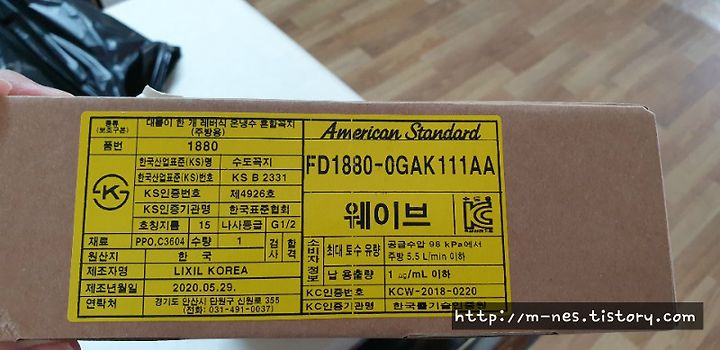 종류
(보조구분)
대를이 한 개 레버식 온냉수 혼합꼭지
(주방용)
품번 1880
한국산업표준(KS)명 수도꼭지
한국산업표준(KS)번호 KS B 2331
KS인증번호 제4926호
KS인증기관명 한국표준협회
호칭지름 15 나사등급 G1/2
재료 PPO,C3604 수량 1 검사 합격
원산지 한 국
제조자명 LIXIL KOREA
제조년월일 2020.05.29.
연락처 경기도 안산시 단원구 신원로 355
(전화: 031-491-0037)
American Standard
FD1880-0GAK111AA
웨이브
KC
소비자정보
최대 토수 유량 공급수압 98 kPa에서
주방 5.5 L/min 이하
납 용출량 1 ㎍/mL 이하
KC인증번호 KCW-2018-0220
KC인증기관명
http://m-nes.tistory.com